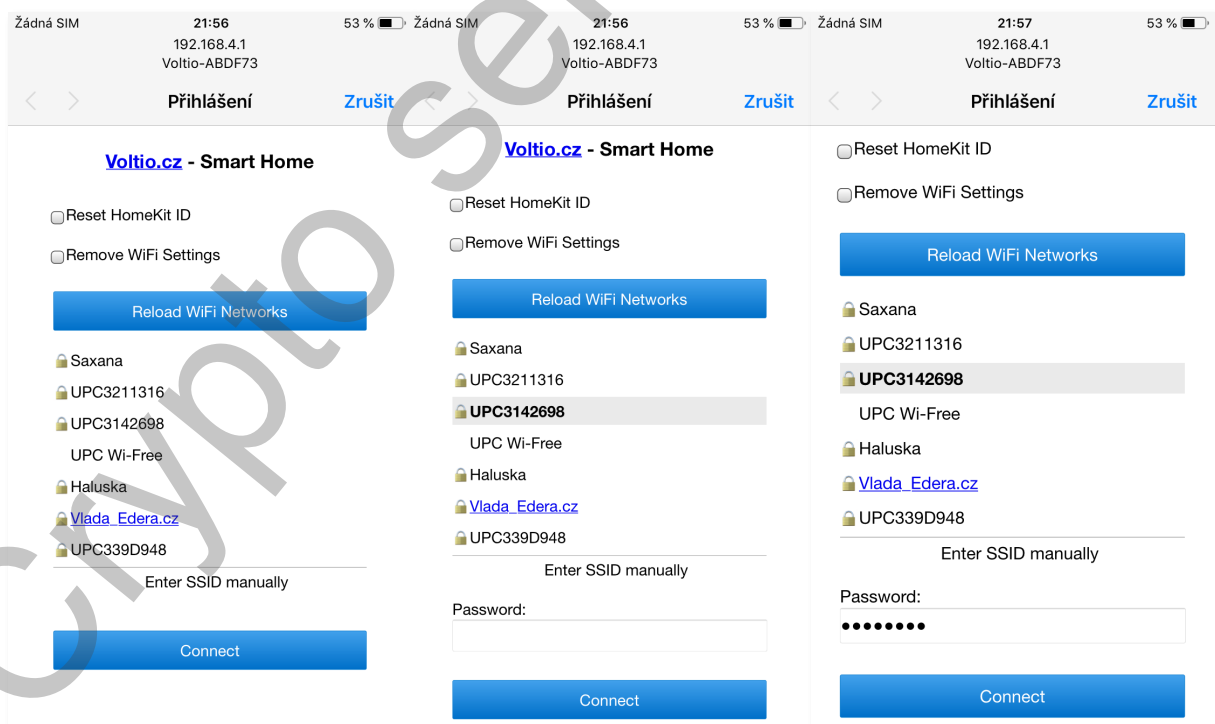 Žádná SIM 21:56 53 %
192.168.4.1
Voltio-ABDF73
Přihlášení Zrušit
Voltio.cz - Smart Home
Reset HomeKit ID
Remove WiFi Settings
Reload WiFi Networks
Saxana
UPC3211316
UPC3142698
UPC Wi-Free
Haluska
Vlada_Edera.cz
UPC339D948
Enter SSID manually
Connect
Žádná SIM 21:56 53 %
192.168.4.1
Voltio-ABDF73
Přihlášení Zrušit
Voltio.cz - Smart Home
Reset HomeKit ID
Remove WiFi Settings
Reload WiFi Networks
Saxana
UPC3211316
UPC3142698
UPC Wi-Free
Haluska
Vlada_Edera.cz
UPC339D948
Enter SSID manually
Password:
Connect
Žádná SIM 21:57 53 %
192.168.4.1
Voltio-ABDF73
Přihlášení Zrušit
Reset HomeKit ID
Remove WiFi Settings
Reload WiFi Networks
Saxana
UPC3211316
UPC3142698
UPC Wi-Free
Haluska
Vlada_Edera.cz
UPC339D948
Enter SSID manually
Password:
●●●●●●●●
Connect
Crypto